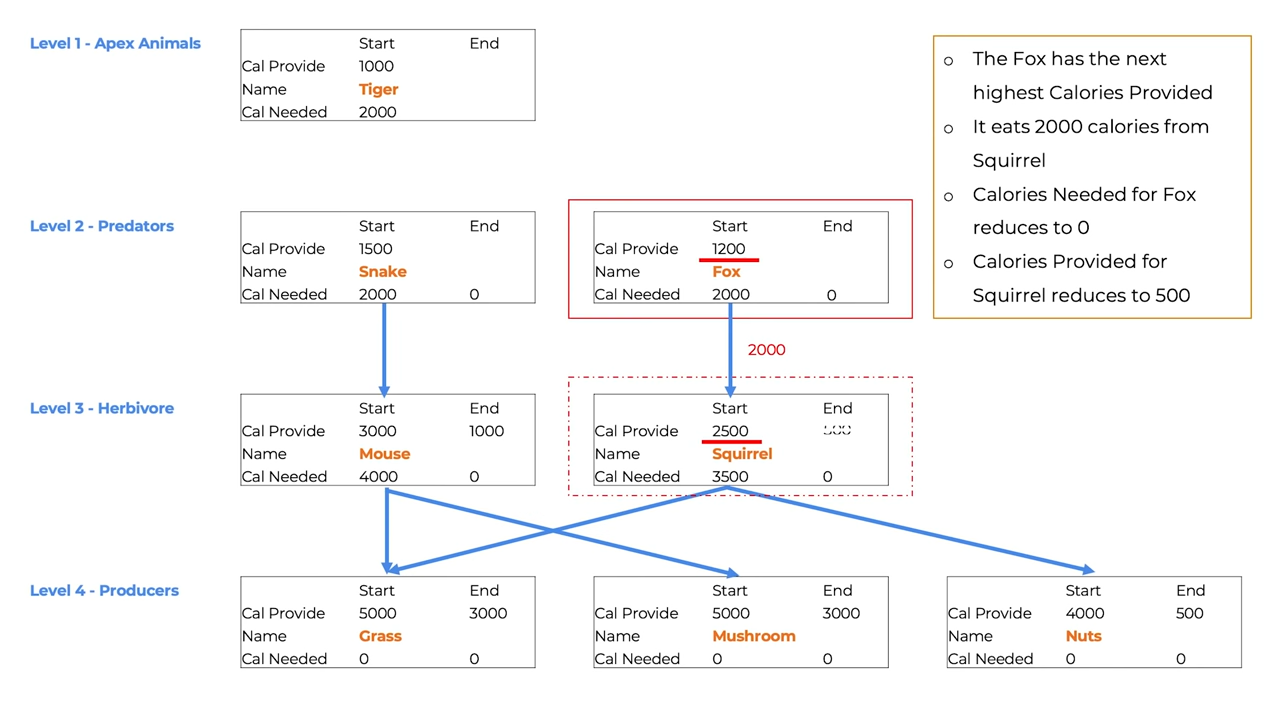 Level 1 - Apex Animals
Start End
Cal Provide 1000
Name Tiger
Cal Needed 2000
The Fox has the next
highest Calories Provided
It eats 2000 calories from
Squirrel
Calories Needed for Fox
reduces to 0
Calories Provided for
Squirrel reduces to 500
Level 2 - Predators
Start End
Cal Provide 1500
Name Snake
Cal Needed 2000 0
Start End
Cal Provide 1200
Name Fox
Cal Needed 2000 0
2000
Level 3 - Herbivore
Start End
Cal Provide 3000 1000
Name Mouse
Cal Needed 4000 0
Start End
Cal Provide 2500
Name Squirrel
Cal Needed 3500 0
Level 4 - Producers
Start End
Cal Provide 5000 3000
Name Grass
Cal Needed 0 0
Start End
Cal Provide 5000 3000
Name Mushroom
Cal Needed 0 0
Start End
Cal Provide 4000 500
Name Nuts
Cal Needed 0 0